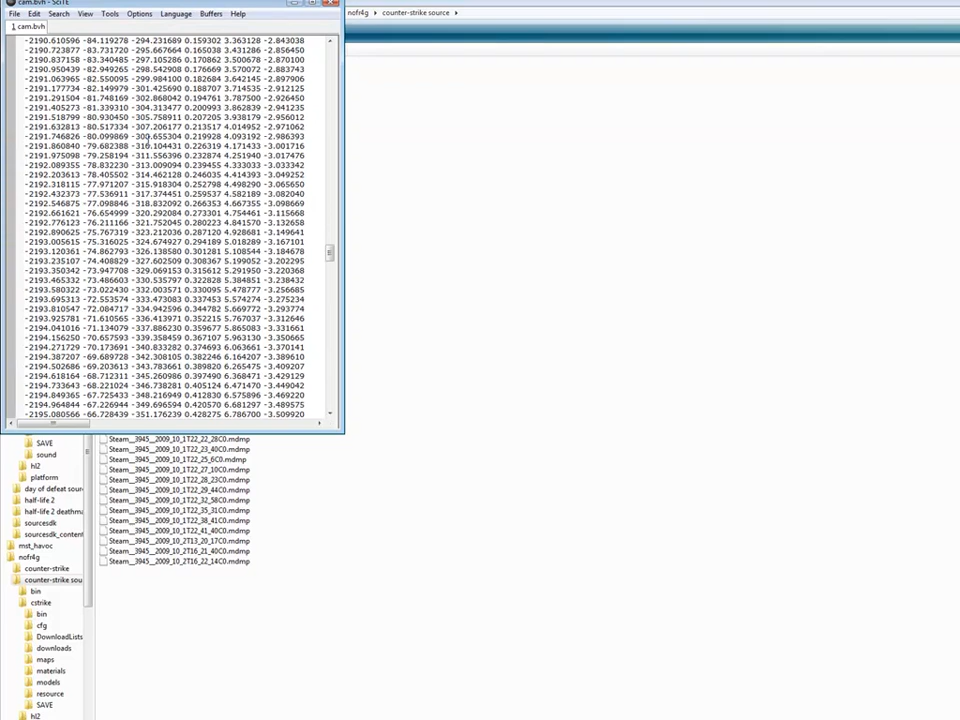 cam.bvh - SciTE
nofr4g counter-strike source
File Edit Search View Tools Options Language Buffers Help
1 cam.bvh
-2190.610596 -84.119278 -294.231689 0.159302 3.363128 -2.843038
-2190.723877 -83.731720 -295.667664 0.165038 3.431286 -2.856450
-2190.837158 -83.340485 -297.105286 0.170862 3.500678 -2.870100
-2190.950439 -82.949265 -298.542908 0.176669 3.570072 -2.883743
-2191.063965 -82.550095 -299.984100 0.182684 3.642145 -2.897906
-2191.177734 -82.149979 -301.425690 0.188707 3.714535 -2.912125
-2191.291504 -81.748169 -302.868042 0.194761 3.787500 -2.926450
-2191.405273 -81.339310 -304.313477 0.200993 3.862839 -2.941235
-2191.518799 -80.930450 -305.758911 0.207205 3.938179 -2.956012
-2191.632813 -80.517334 -307.206177 0.213517 4.014952 -2.971062
-2191.746826 -80.099869 -308.655304 0.219928 4.093192 -2.986393
-2191.860840 -79.682388 -310.104431 0.226319 4.171433 -3.001716
-2191.975098 -79.258194 -311.556396 0.232874 4.251940 -3.017476
-2192.089355 -78.832230 -313.009094 0.239455 4.333033 -3.033342
-2192.203613 -78.405502 -314.462128 0.246035 4.414393 -3.049252
-2192.318115 -77.971207 -315.918304 0.252798 4.498290 -3.065650
-2192.432373 -77.536911 -317.374451 0.259537 4.582189 -3.082040
-2192.546875 -77.098846 -318.832092 0.266353 4.667355 -3.098669
-2192.661621 -76.654999 -320.292084 0.273301 4.754461 -3.115668
-2192.776123 -76.211166 -321.752045 0.280223 4.841570 -3.132658
-2192.890625 -75.767319 -323.212036 0.287120 4.928681 -3.149641
-2193.005615 -75.316025 -324.674927 0.294189 5.018289 -3.167101
-2193.120361 -74.862793 -326.138580 0.301281 5.108544 -3.184678
-2193.235107 -74.408829 -327.602509 0.308367 5.199052 -3.202295
-2193.350342 -73.947708 -329.069153 0.315612 5.291950 -3.220368
-2193.465332 -73.486603 -330.535797 0.322828 5.384851 -3.238432
-2193.580322 -73.022430 -332.003571 0.330095 5.478507 -3.256685
-2193.695313 -72.553574 -333.473083 0.337453 5.574274 -3.275234
-2193.810547 -72.084717 -334.942596 0.344782 5.669772 -3.293774
-2193.925781 -71.610565 -336.413971 0.352215 5.767037 -3.312646
-2194.041016 -71.134079 -337.886230 0.359677 5.865083 -3.331661
-2194.156250 -70.657593 -339.358459 0.367107 5.963130 -3.350665
-2194.271729 -70.173691 -340.833282 0.374693 6.063661 -3.370141
-2194.387207 -69.689728 -342.308105 0.382246 6.164207 -3.389610
-2194.502686 -69.203613 -343.783661 0.389820 6.265475 -3.409207
-2194.618164 -68.712311 -345.260986 0.397490 6.368471 -3.429129
-2194.733643 -68.221024 -346.738281 0.405124 6.471470 -3.449042
-2194.849365 -67.725433 -348.216949 0.412830 6.575896 -3.469220
-2194.964844 -67.226944 -349.696594 0.420560 6.681297 -3.489575
-2195.080566 -66.728439 -351.176239 0.428275 6.786700 -3.509920
SAVE
sound
hl2
platform
day of defeat sour
half-life 2
half-life 2 deathma
sourcesdk
sourcesdk_content
mst_havoc
nofr4g
counter-strike
counter-strike sou
bin
cstrike
bin
cfg
DownloadLists
downloads
maps
materials
models
resource
SAVE
hl2
Steam__3945__2009_10_1T22_22_28C0.mdmp
Steam__3945__2009_10_1T22_23_40C0.mdmp
Steam__3945__2009_10_1T22_25_6C0.mdmp
Steam__3945__2009_10_1T22_27_10C0.mdmp
Steam__3945__2009_10_1T22_28_23C0.mdmp
Steam__3945__2009_10_1T22_29_44C0.mdmp
Steam__3945__2009_10_1T22_32_58C0.mdmp
Steam__3945__2009_10_1T22_35_31C0.mdmp
Steam__3945__2009_10_1T22_38_41C0.mdmp
Steam__3945__2009_10_1T22_41_40C0.mdmp
Steam__3945__2009_10_2T13_20_17C0.mdmp
Steam__3945__2009_10_2T16_21_40C0.mdmp
Steam__3945__2009_10_2T16_22_14C0.mdmp